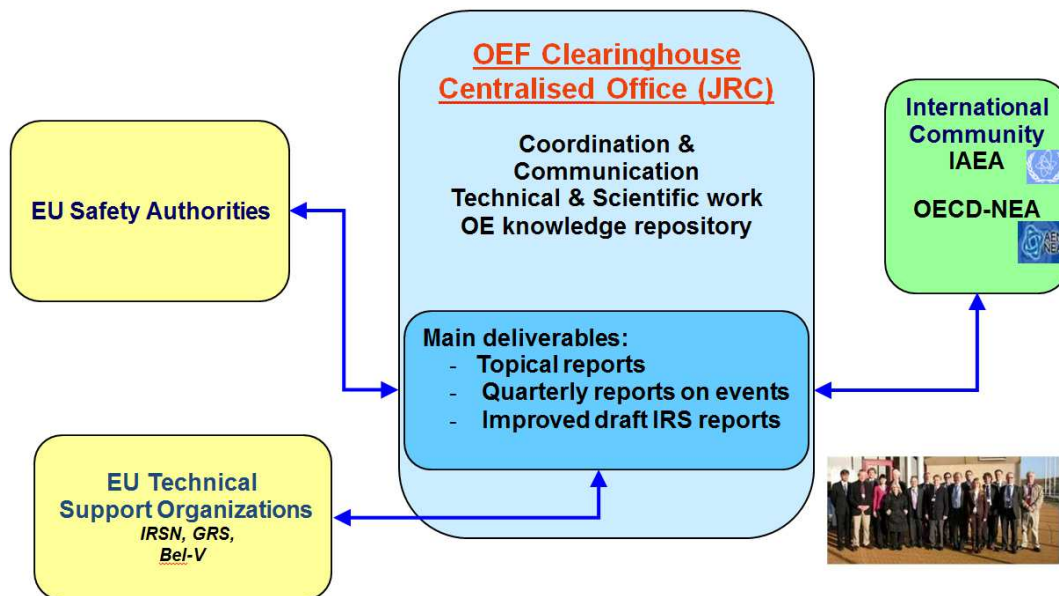 OEF Clearinghouse
Centralised Office (JRC)
Coordination &
Communication
Technical & Scientific work
OE knowledge repository
Main deliverables:
- Topical reports
- Quarterly reports on events
- Improved draft IRS reports
EU Safety Authorities
EU Technical
Support Organizations
IRSN, GRS,
Bel-V
International
Community
IAEA
OECD-NEA
AEN
NEA